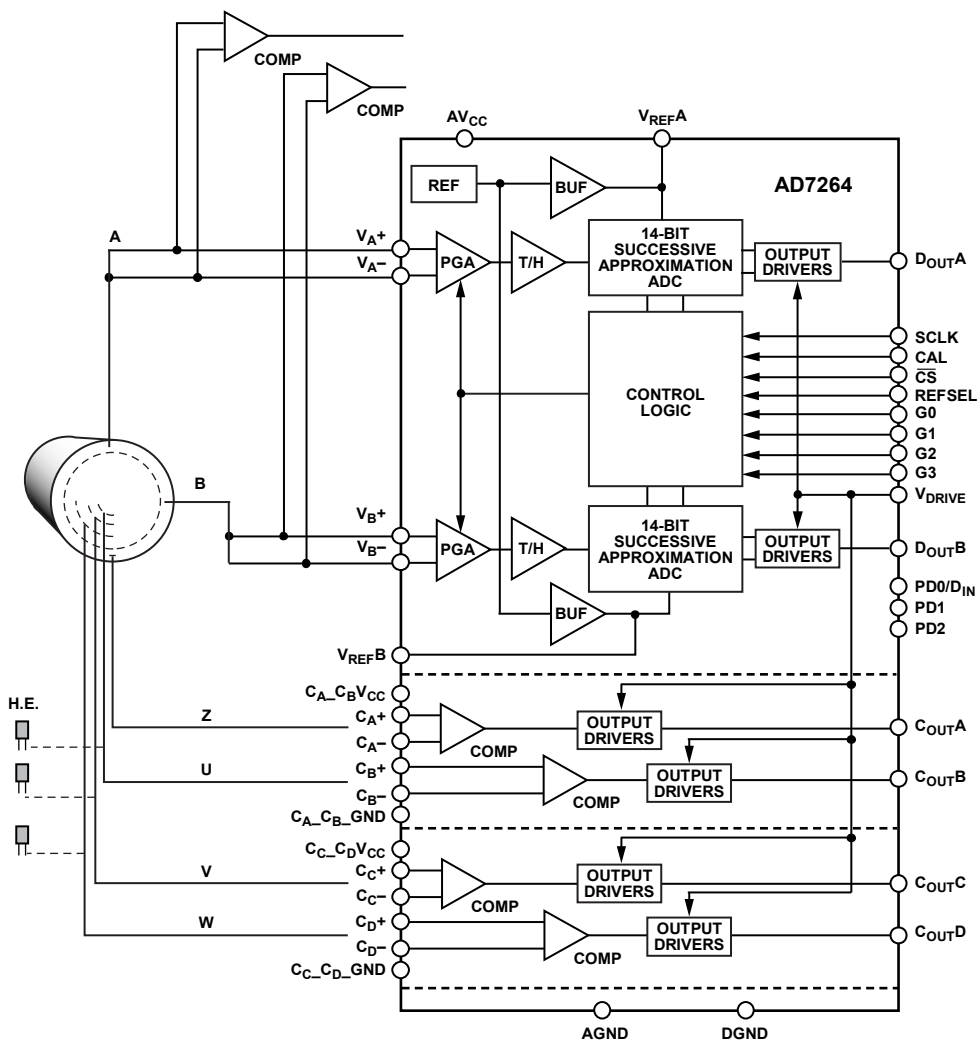 COMP
COMP
AVCC
VREFA
REF
BUF
AD7264
A
VA+
VA−
PGA
T/H
14-BIT
SUCCESSIVE
APPROXIMATION
ADC
OUTPUT
DRIVERS
DOUTA
SCLK
CAL
CS
REFSEL
G0
G1
G2
G3
VDRIVE
CONTROL
LOGIC
B
VB+
VB−
PGA
T/H
14-BIT
SUCCESSIVE
APPROXIMATION
ADC
OUTPUT
DRIVERS
DOUTB
PD0/DIN
PD1
PD2
BUF
VREFB
H.E.
CA_CBVCC
Z
CA+
CA−
COMP
OUTPUT
DRIVERS
COUTA
U
CB+
CB−
COMP
OUTPUT
DRIVERS
COUTB
CA_CB_GND
CC_CDVCC
V
CC+
CC−
COMP
OUTPUT
DRIVERS
COUTC
W
CD+
CD−
COMP
OUTPUT
DRIVERS
COUTD
CC_CD_GND
AGND
DGND